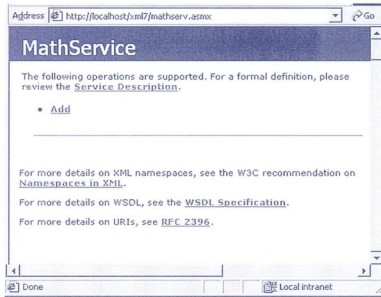 Address http://localhost/xml7/mathserv.asmx Go
MathService
The following operations are supported. For a formal definition, please
review the Service Description.
• Add
For more details on XML namespaces, see the W3C recommendation on
Namespaces in XML.
For more details on WSDL, see the WSDL Specification.
For more details on URIs, see RFC 2396.
Done Local intranet